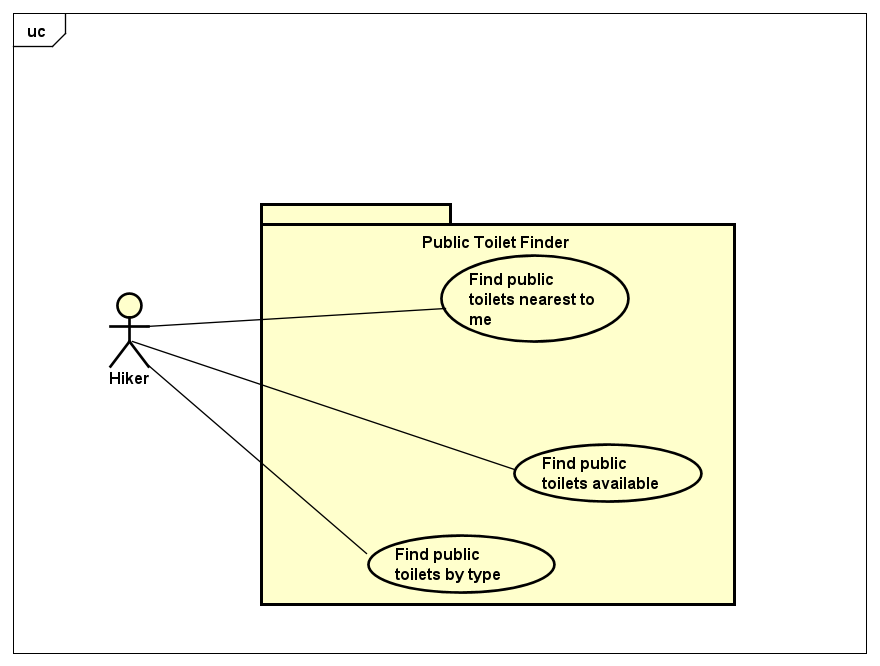 uc
Public Toilet Finder
Find public
toilets nearest to
me
Hiker
Find public
toilets available
Find public
toilets by type